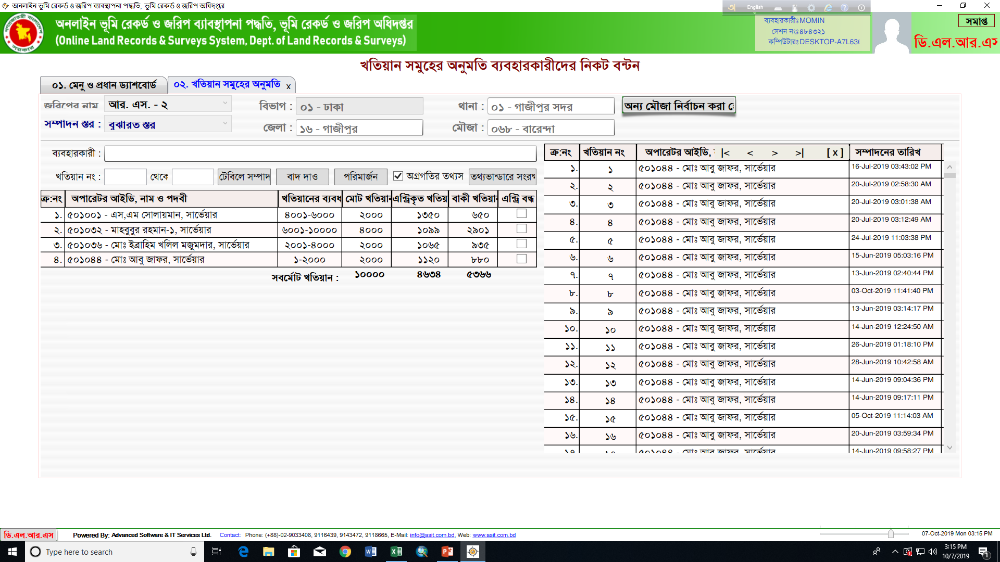 অনলাইন ভূমি রেকর্ড ও জরিপ ব্যাবস্থাপনা পদ্ধতি, ভূমি রেকর্ড ও জরিপ অধিদপ্তর
অ English
অনলাইন ভূমি রেকর্ড ও জরিপ ব্যাবস্থাপনা পদ্ধতি, ভূমি রেকর্ড ও জরিপ অধিদপ্তর
(Online Land Records & Surveys System, Dept. of Land Records & Surveys)
ব্যবহারকারীঃ MOMIN
সেশন নংঃ ৪৮৪৩২১
কম্পিউটারঃ DESKTOP-A7L636
সমাপ্ত
ডি.এল.আর.এস
খতিয়ান সমুহের অনুমতি ব্যবহারকারীদের নিকট বন্টন
০১. মেনু ও প্রধান ড্যাশবোর্ড
০২. খতিয়ান সমুহের অনুমতি x
জরিপের নাম আর. এস. - ২ বিভাগ : ০১ - ঢাকা থানা : ০১ - গাজীপুর সদর অন্য মৌজা নির্বাচন করা
সম্পাদন স্তর : বুঝারত স্তর জেলা : ১৬ - গাজীপুর মৌজা : ০৬৮ - বারেন্দা
ব্যবহারকারী :
খতিয়ান নং : থেকে টেবিলে সম্পাদ বাদ দাও পরিমার্জন অগ্রগতির তথ্যস তথ্যভান্ডারে
ক্র:নং অপারেটর আইডি, নাম ও পদবী খতিয়ানের ব্যবধ মোট খতিয়ান এন্ট্রিকৃত খতিয় বাকী খতিয়ান এন্ট্রি বন্ধ
১. ৫০১০০১ - এস,এম সোলায়মান, সার্ভেয়ার ৪০০১-৬০০০ ২০০০ ১৩৫০ ৬৫০
২. ৫০১০৩২ - মাহবুবুর রহমান-১, সার্ভেয়ার ৬০০১-১০০০০ ৪০০০ ১০৯৯ ২৯০১
৩. ৫০১০৩৬ - মোঃ ইব্রাহিম খলিল মজুমদার, সার্ভেয়ার ২০০১-৪০০০ ২০০০ ১০৬৫ ৯৩৫
৪. ৫০১০৪৪ - মোঃ আবু জাফর, সার্ভেয়ার ১-২০০০ ২০০০ ১১২০ ৮৮০
সবর্মোট খতিয়ান : ১০০০০ ৪৬৩৪ ৫৩৬৬
ক্র:নং খতিয়ান নং অপারেটর আইডি, |< < > >| [ x ] সম্পাদনের তারিখ
১. ১ ৫০১০৪৪ - মোঃ আবু জাফর, সার্ভেয়ার 16-Jul-2019 03:43:02 PM
২. ২ ৫০১০৪৪ - মোঃ আবু জাফর, সার্ভেয়ার 20-Jul-2019 02:58:30 AM
৩. ৩ ৫০১০৪৪ - মোঃ আবু জাফর, সার্ভেয়ার 20-Jul-2019 03:01:38 AM
৪. ৪ ৫০১০৪৪ - মোঃ আবু জাফর, সার্ভেয়ার 20-Jul-2019 03:12:49 AM
৫. ৫ ৫০১০৪৪ - মোঃ আবু জাফর, সার্ভেয়ার 24-Jul-2019 11:03:38 PM
৬. ৬ ৫০১০৪৪ - মোঃ আবু জাফর, সার্ভেয়ার 15-Jun-2019 05:03:16 PM
৭. ৭ ৫০১০৪৪ - মোঃ আবু জাফর, সার্ভেয়ার 13-Jun-2019 02:40:44 PM
৮. ৮ ৫০১০৪৪ - মোঃ আবু জাফর, সার্ভেয়ার 03-Oct-2019 11:41:40 PM
৯. ৯ ৫০১০৪৪ - মোঃ আবু জাফর, সার্ভেয়ার 13-Jun-2019 03:14:17 PM
১০. ১০ ৫০১০৪৪ - মোঃ আবু জাফর, সার্ভেয়ার 14-Jun-2019 12:24:50 AM
১১. ১১ ৫০১০৪৪ - মোঃ আবু জাফর, সার্ভেয়ার 26-Jun-2019 01:18:10 PM
১২. ১২ ৫০১০৪৪ - মোঃ আবু জাফর, সার্ভেয়ার 28-Jun-2019 10:42:58 AM
১৩. ১৩ ৫০১০৪৪ - মোঃ আবু জাফর, সার্ভেয়ার 14-Jun-2019 09:04:36 PM
১৪. ১৪ ৫০১০৪৪ - মোঃ আবু জাফর, সার্ভেয়ার 14-Jun-2019 09:17:11 PM
১৫. ১৫ ৫০১০৪৪ - মোঃ আবু জাফর, সার্ভেয়ার 05-Oct-2019 11:14:03 AM
১৬. ১৬ ৫০১০৪৪ - মোঃ আবু জাফর, সার্ভেয়ার 20-Jun-2019 03:59:34 PM
১৭. ৫০১০৪৪ - মোঃ আবু জাফর, সার্ভেয়ার 14-Jun-2019 09:58:27 PM
ডি.এল.আর.এস Powered By: Advanced Software & IT Services Ltd. Contact: Phone: (+88)-02-9033408, 9116439, 9143472, 9118665, E-Mail: info@asit.com.bd, Web: www.asit.com.bd 07-Oct-2019 Mon 03:15 PM
Type here to search
3:15 PM
10/7/2019
1